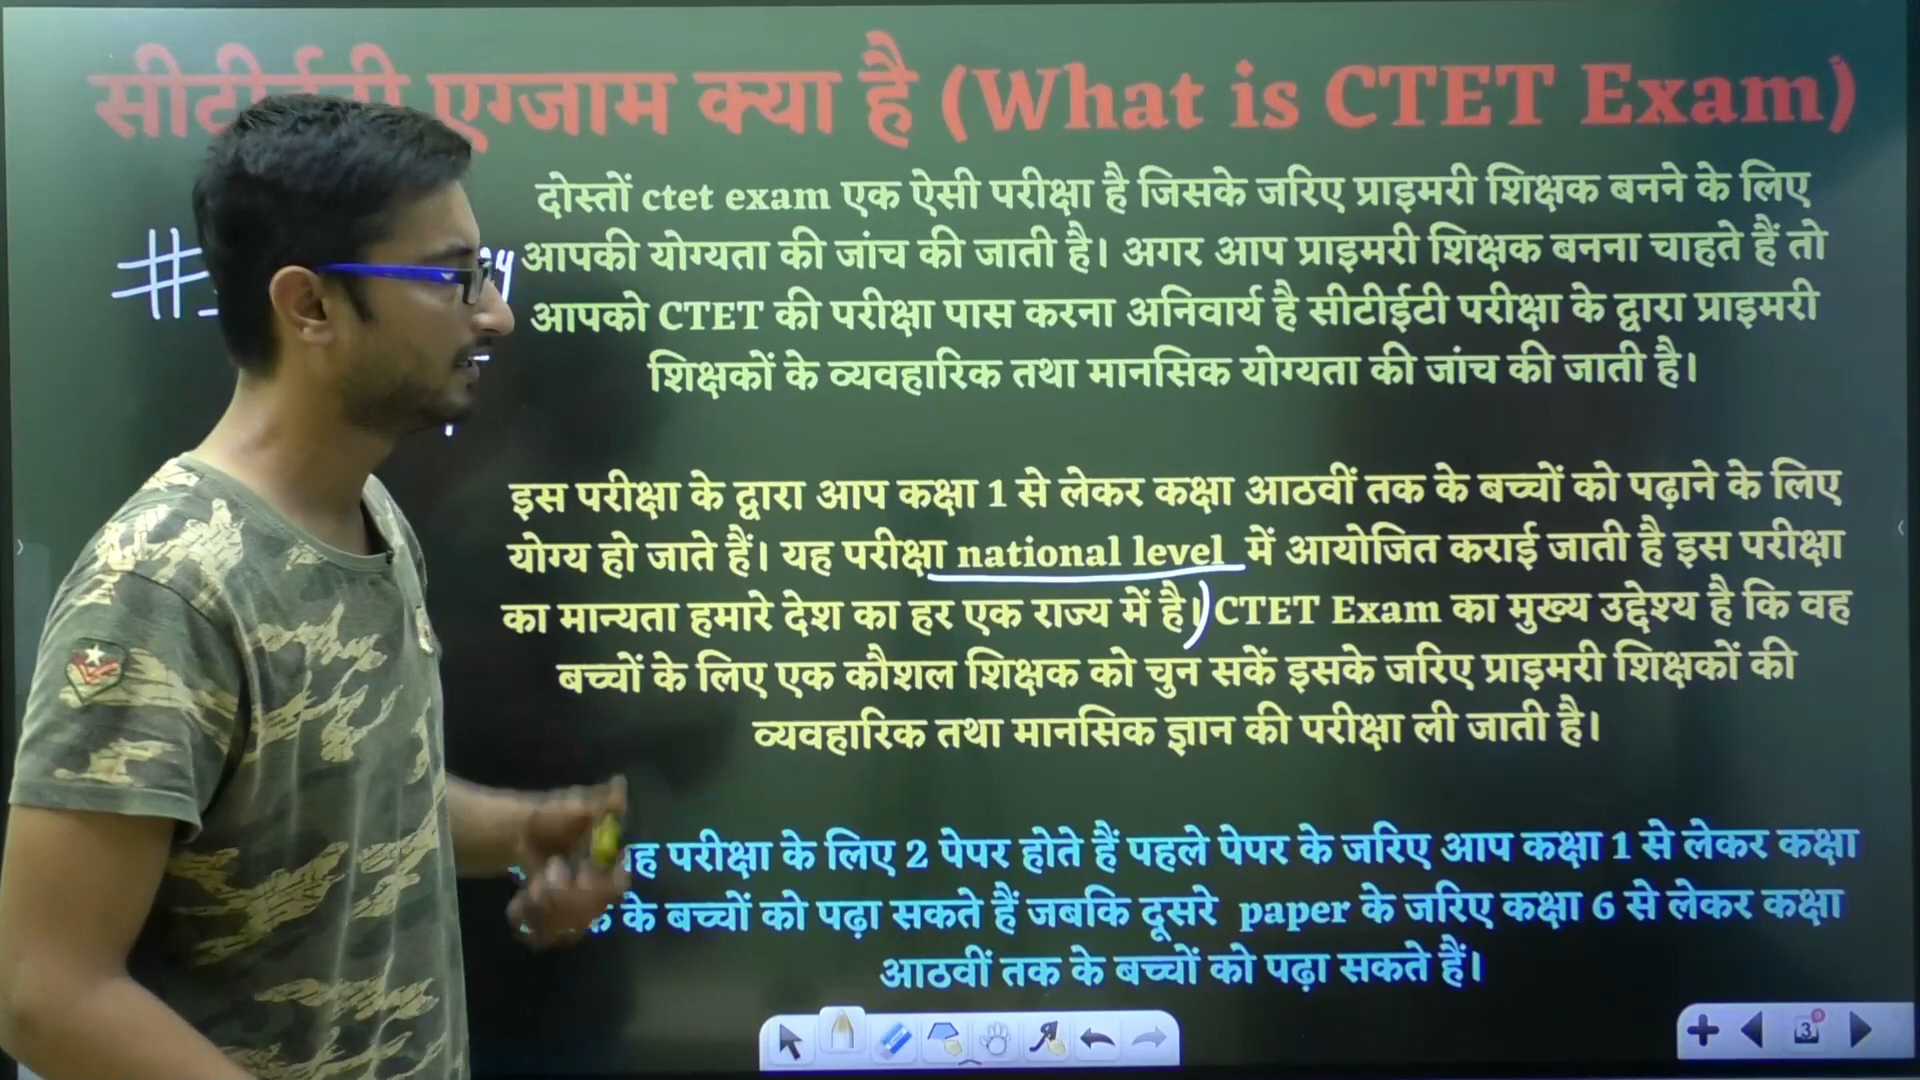 एग्जाम क्या है (What is CTET Exam)
दोस्तों ctet exam एक ऐसी परीक्षा है जिसके जरिए प्राइमरी शिक्षक बनने के लिए
आपकी योग्यता की जांच की जाती है। अगर आप प्राइमरी शिक्षक बनना चाहते हैं तो
आपको CTET की परीक्षा पास करना अनिवार्य है सीटीईटी परीक्षा के द्वारा प्राइमरी
शिक्षकों के व्यवहारिक तथा मानसिक योग्यता की जांच की जाती है।
इस परीक्षा के द्वारा आप कक्षा 1 से लेकर कक्षा आठवीं तक के बच्चों को पढ़ाने के लिए
योग्य हो जाते हैं। यह परीक्षा national level में आयोजित कराई जाती है इस परीक्षा
का मान्यता हमारे देश का हर एक राज्य में है। CTET Exam का मुख्य उद्देश्य है कि वह
बच्चों के लिए एक कौशल शिक्षक को चुन सकें इसके जरिए प्राइमरी शिक्षकों की
व्यवहारिक तथा मानसिक ज्ञान की परीक्षा ली जाती है।
परीक्षा के लिए 2 पेपर होते हैं पहले पेपर के जरिए आप कक्षा 1 से लेकर कक्षा
के बच्चों को पढ़ा सकते हैं जबकि दूसरे paper के जरिए कक्षा 6 से लेकर कक्षा
आठवीं तक के बच्चों को पढ़ा सकते हैं।
3